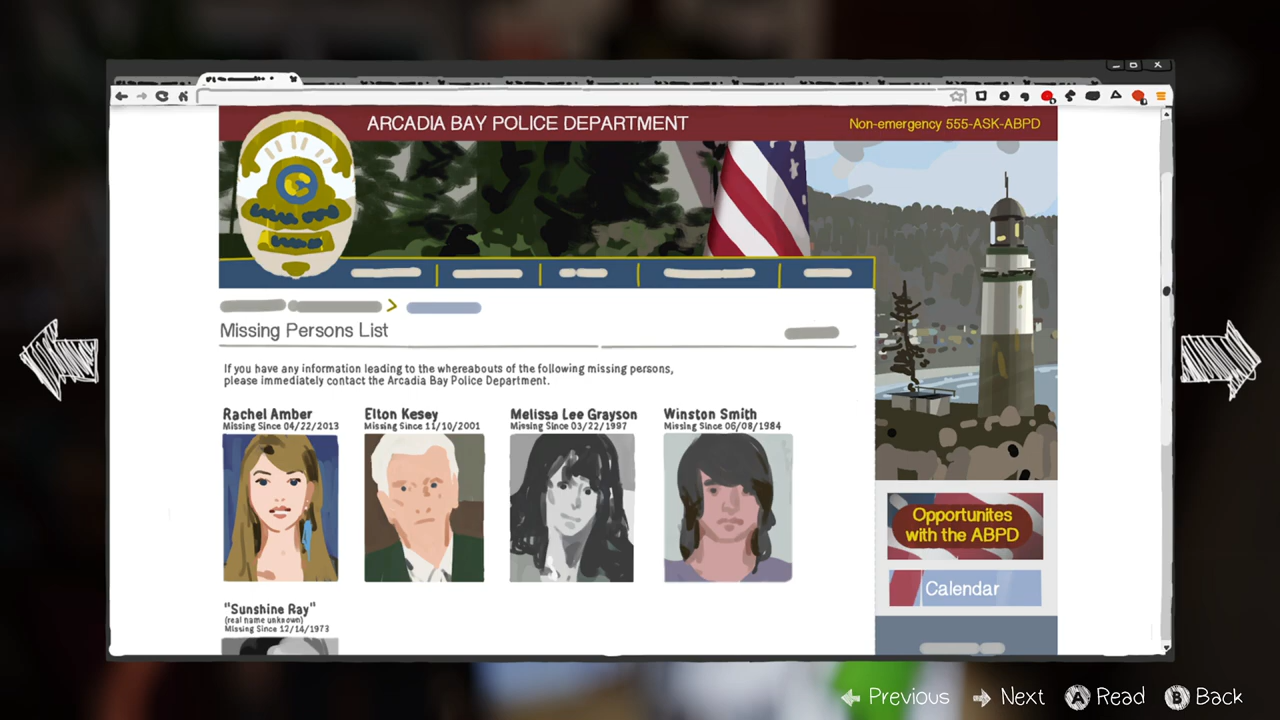 ARCADIA BAY POLICE DEPARTMENT
Non-emergency 555-ASK-ABPD
Missing Persons List
If you have any information leading to the whereabouts of the following missing persons,
please immediately contact the Arcadia Bay Police Department.
Rachel Amber
Missing Since 04/22/2013
Elton Kesey
Missing Since 11/10/2001
Melissa Lee Grayson
Missing Since 03/22/1997
Winston Smith
Missing Since 06/08/1984
"Sunshine Ray"
(real name unknown)
Missing Since 12/14/1973
Opportunites
with the ABPD
Calendar
Previous
Next
A Read
B Back